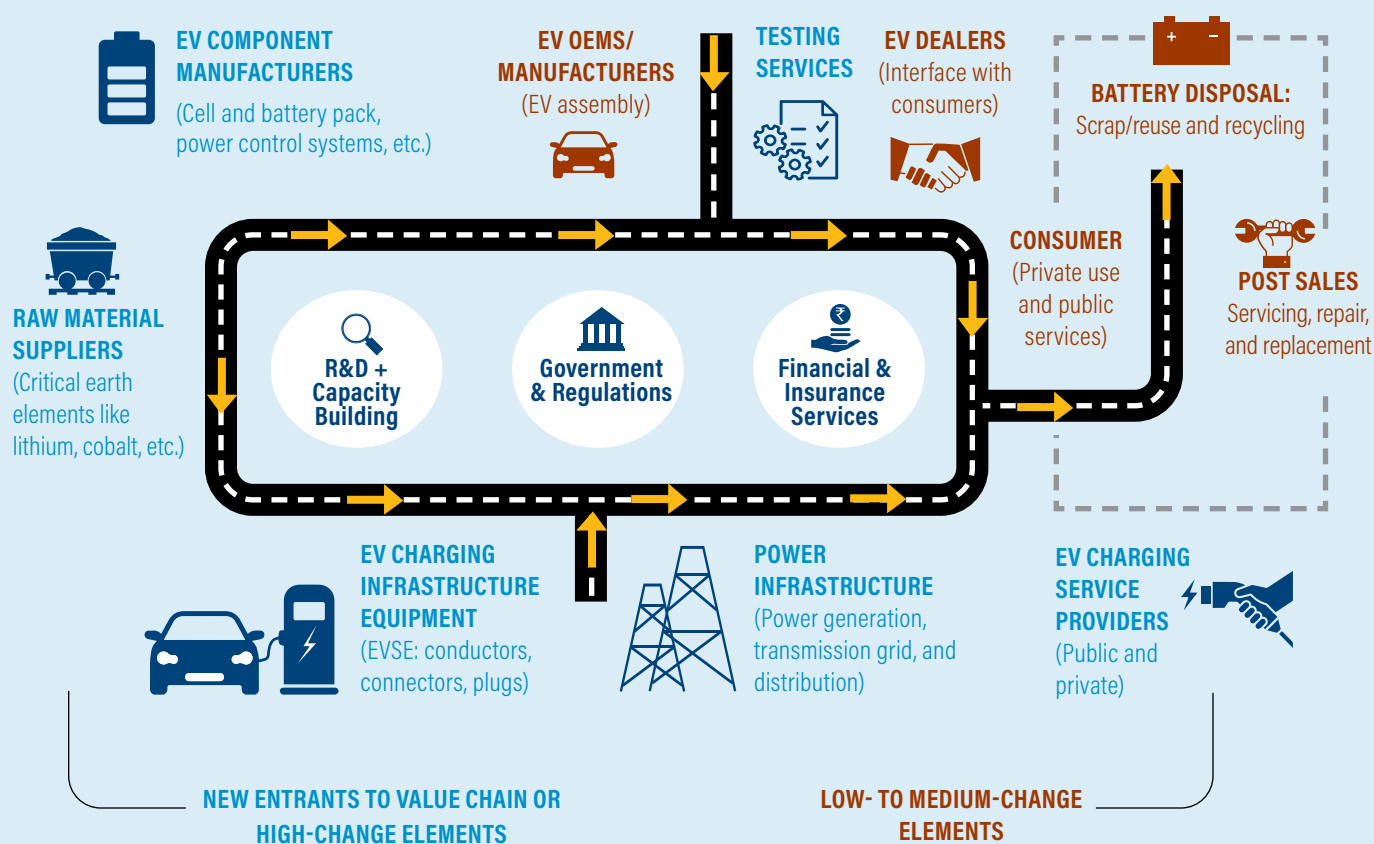 EV COMPONENT
MANUFACTURERS
(Cell and battery pack,
power control systems, etc.)
EV OEMS/
MANUFACTURERS
(EV assembly)
TESTING
SERVICES
EV DEALERS
(Interface with
consumers)
+ −
BATTERY DISPOSAL:
Scrap/reuse and recycling
RAW MATERIAL
SUPPLIERS
(Critical earth
elements like
lithium, cobalt, etc.)
R&D +
Capacity
Building
Government
& Regulations
₹
Financial &
Insurance
Services
CONSUMER
(Private use
and public
services)
POST SALES
Servicing, repair,
and replacement
EV CHARGING
INFRASTRUCTURE
EQUIPMENT
(EVSE: conductors,
connectors, plugs)
POWER
INFRASTRUCTURE
(Power generation,
transmission grid, and
distribution)
EV CHARGING
SERVICE
PROVIDERS
(Public and
private)
NEW ENTRANTS TO VALUE CHAIN OR
HIGH-CHANGE ELEMENTS
LOW- TO MEDIUM-CHANGE
ELEMENTS